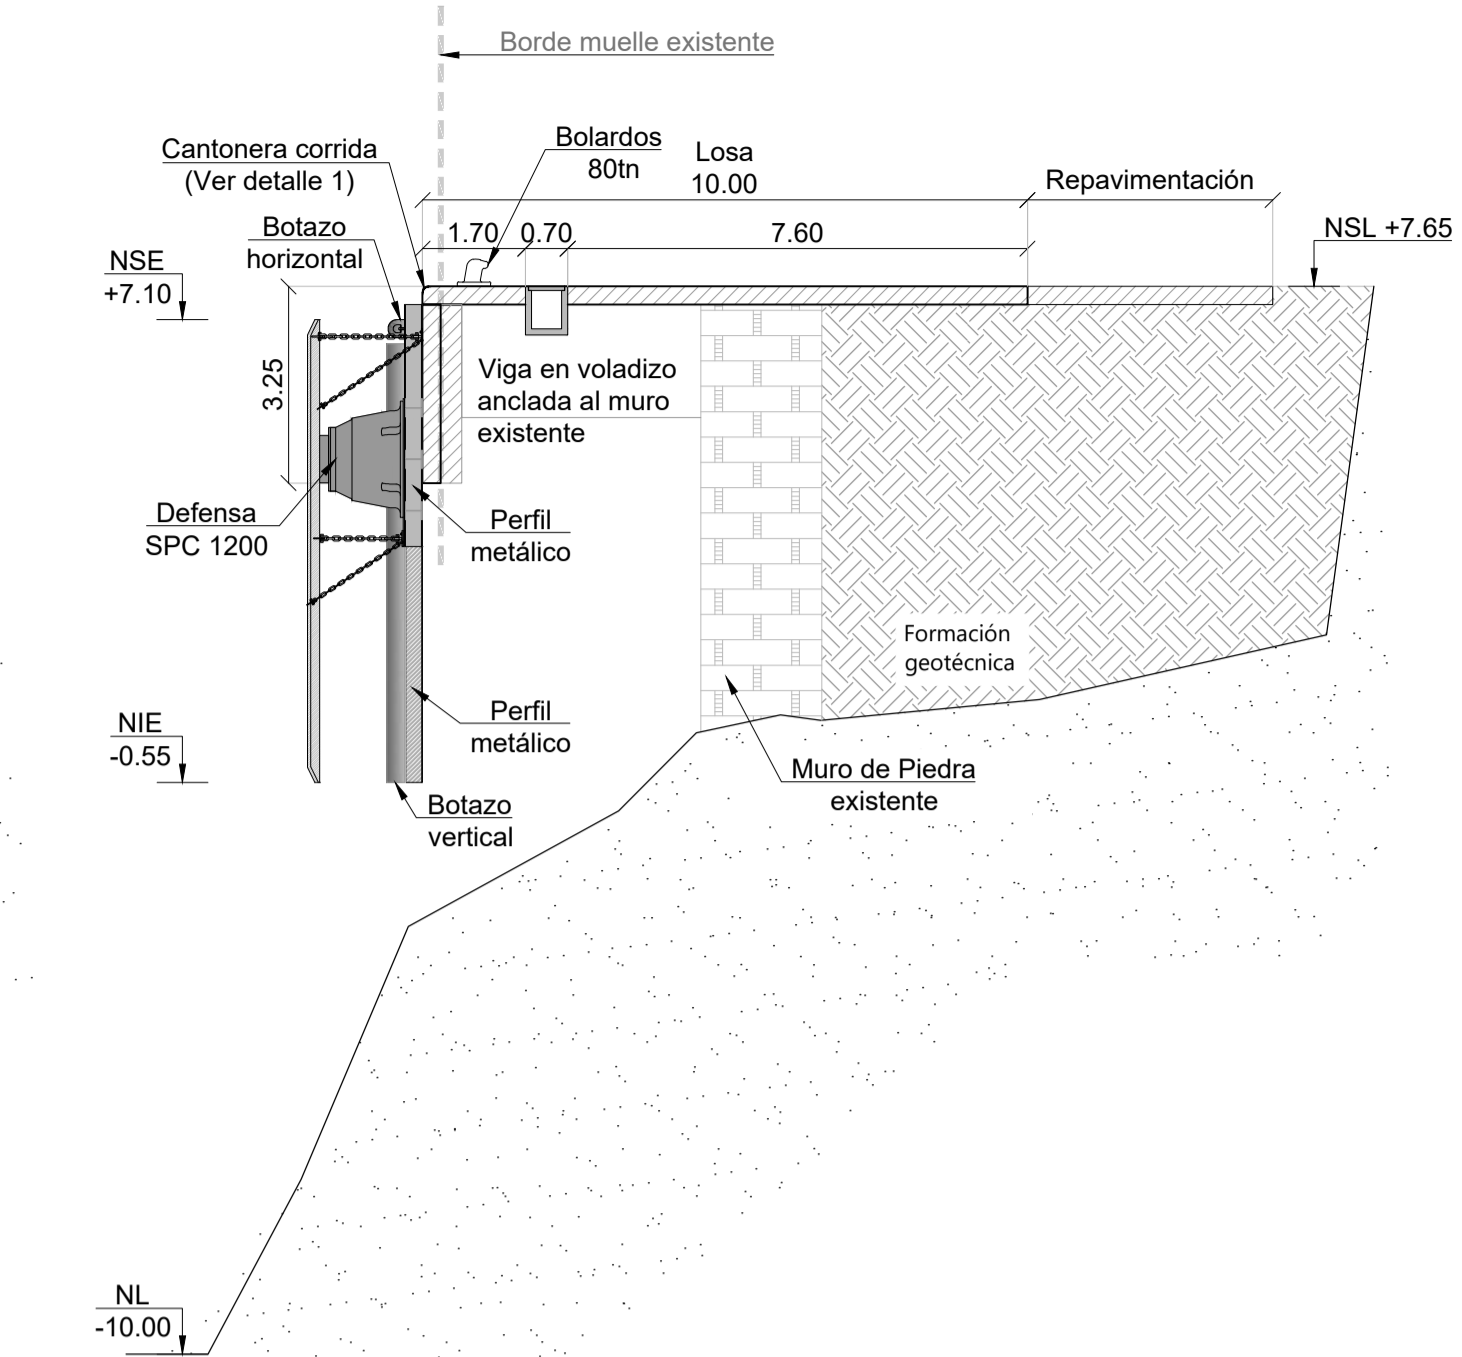 Borde muelle existente
Cantonera corrida
(Ver detalle 1)
Bolardos
80tn
Losa
10.00
Repavimentación
Botazo
horizontal
1.70
0.70
7.60
NSL +7.65
NSE
+7.10
3.25
Viga en voladizo
anclada al muro
existente
Defensa
SPC 1200
Perfil
metálico
Formación
geotécnica
NIE
-0.55
Perfil
metálico
Muro de Piedra
existente
Botazo
vertical
NL
-10.00